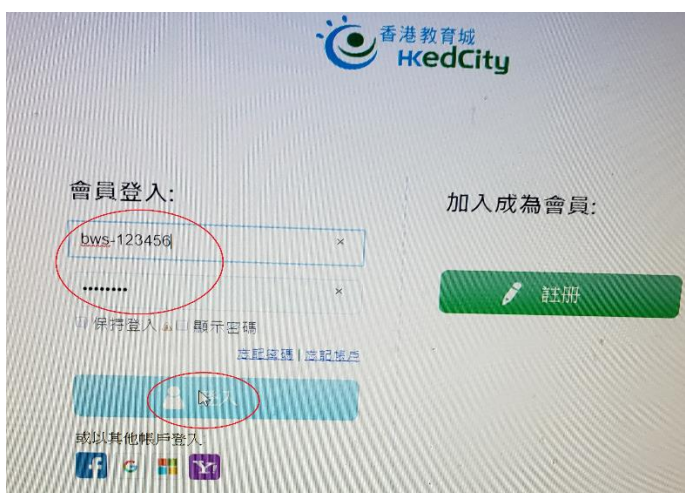 香港教育城
HKedCity
會員登入:
bws-123456
••••••••
保持登入 顯示密碼
忘記密碼 | 忘記帳戶
登入
或以其他帳戶登入
加入成為會員:
註冊